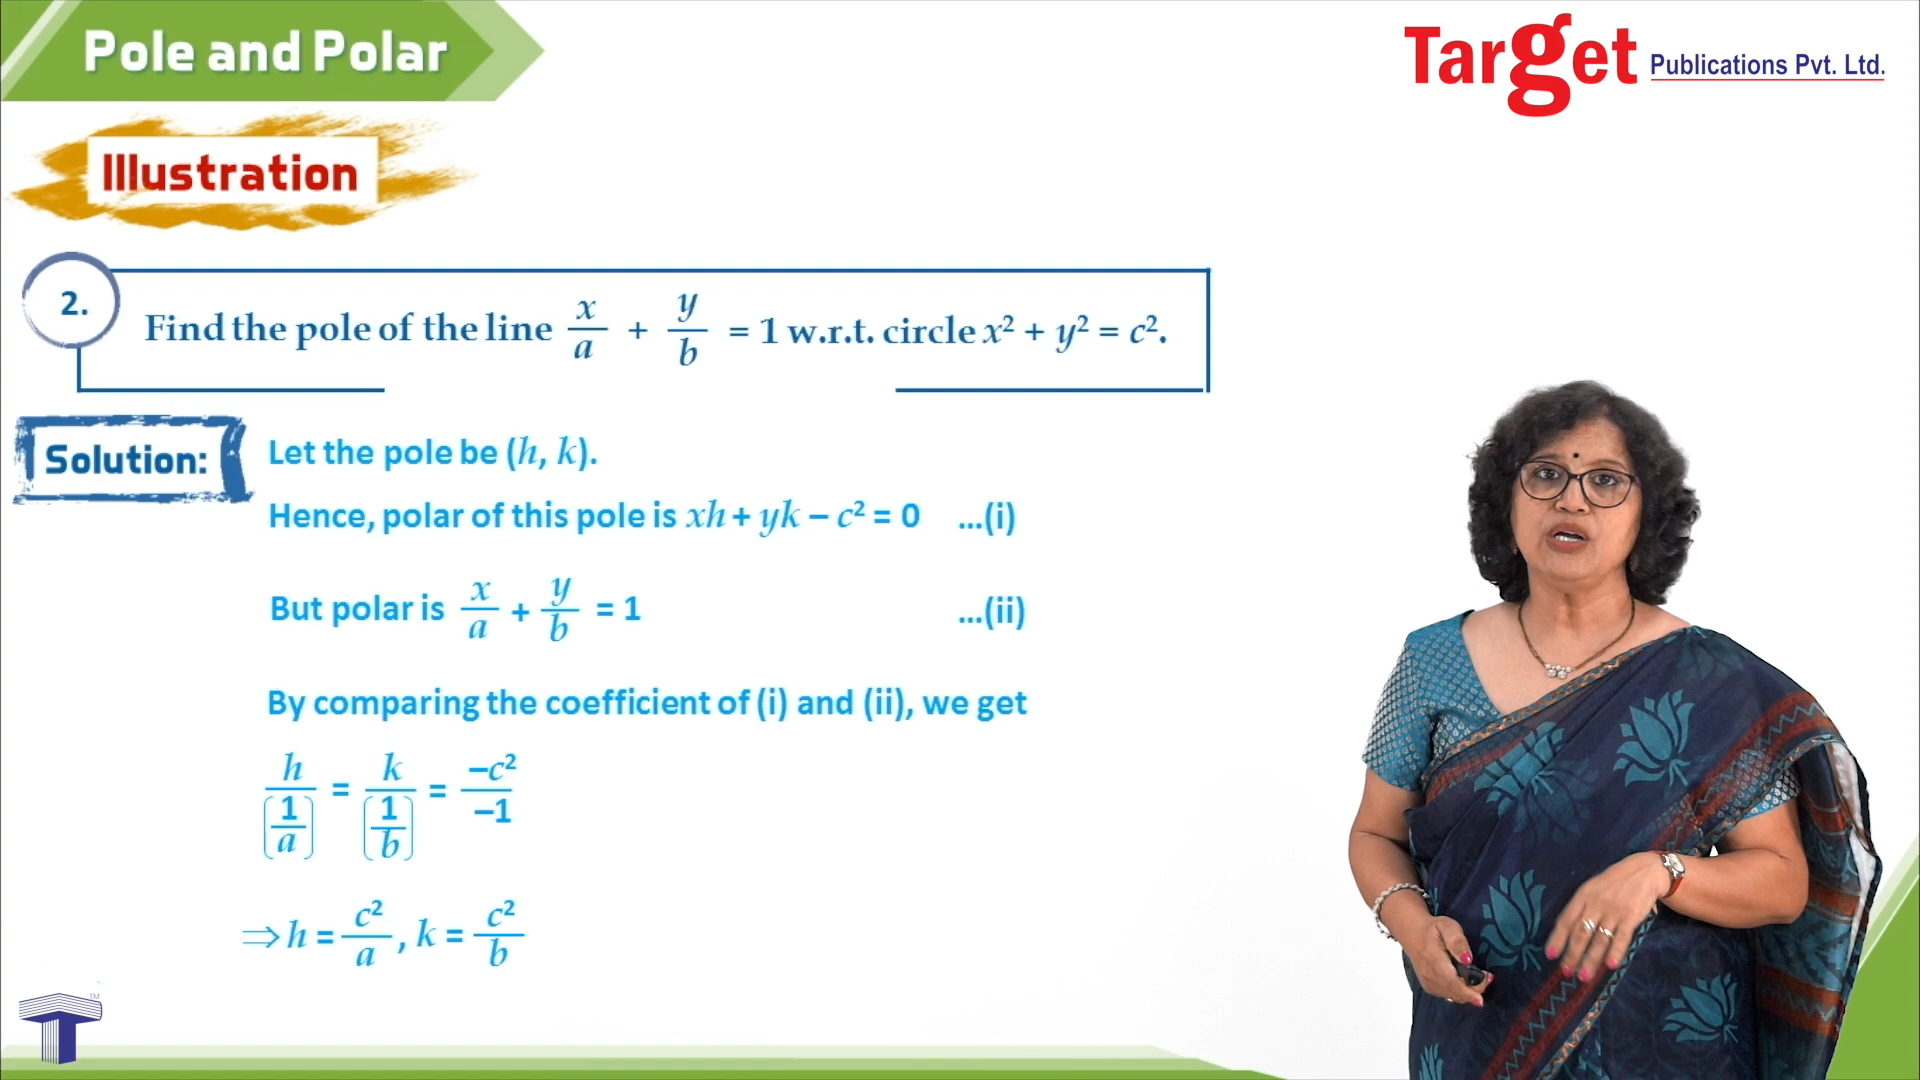 Pole and Polar
Target Publications Pvt. Ltd.
Illustration
2.
Find the pole of the line x/a + y/b = 1 w.r.t. circle x² + y² = c².
Solution:
Let the pole be (h, k).
Hence, polar of this pole is xh + yk – c² = 0 ...(i)
But polar is x/a + y/b = 1 ...(ii)
By comparing the coefficient of (i) and (ii), we get
h/(1/a) = k/(1/b) = –c²/–1
⇒ h = c²/a , k = c²/b
T
TM